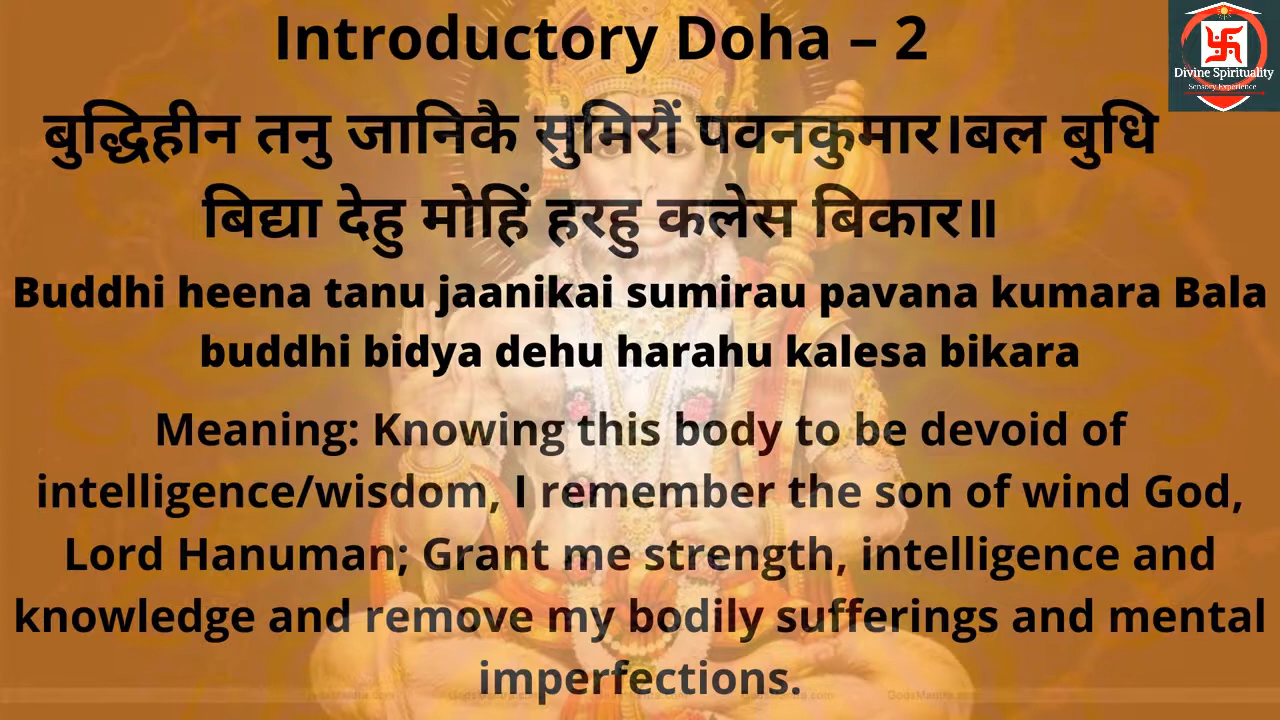 Introductory Doha – 2
Divine Spirituality
Sensory Experience
बुद्धिहीन तनु जानिकै सुमिरौं पवनकुमार।बल बुधि
बिद्या देहु मोहिं हरहु कलेस बिकार॥
Buddhi heena tanu jaanikai sumirau pavana kumara Bala
buddhi bidya dehu harahu kalesa bikara
Meaning: Knowing this body to be devoid of
intelligence/wisdom, I remember the son of wind God,
Lord Hanuman; Grant me strength, intelligence and
knowledge and remove my bodily sufferings and mental
imperfections.